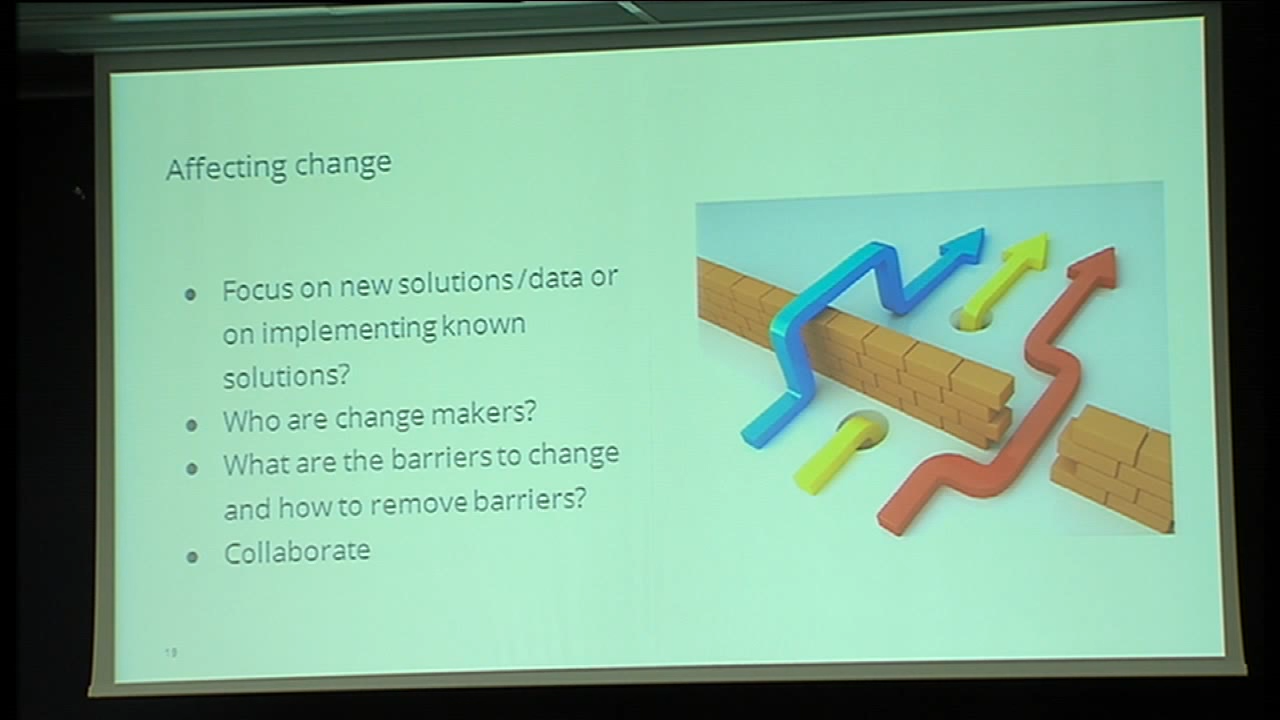 Affecting change
• Focus on new solutions/data or
on implementing known
solutions?
• Who are change makers?
• What are the barriers to change
and how to remove barriers?
• Collaborate
19